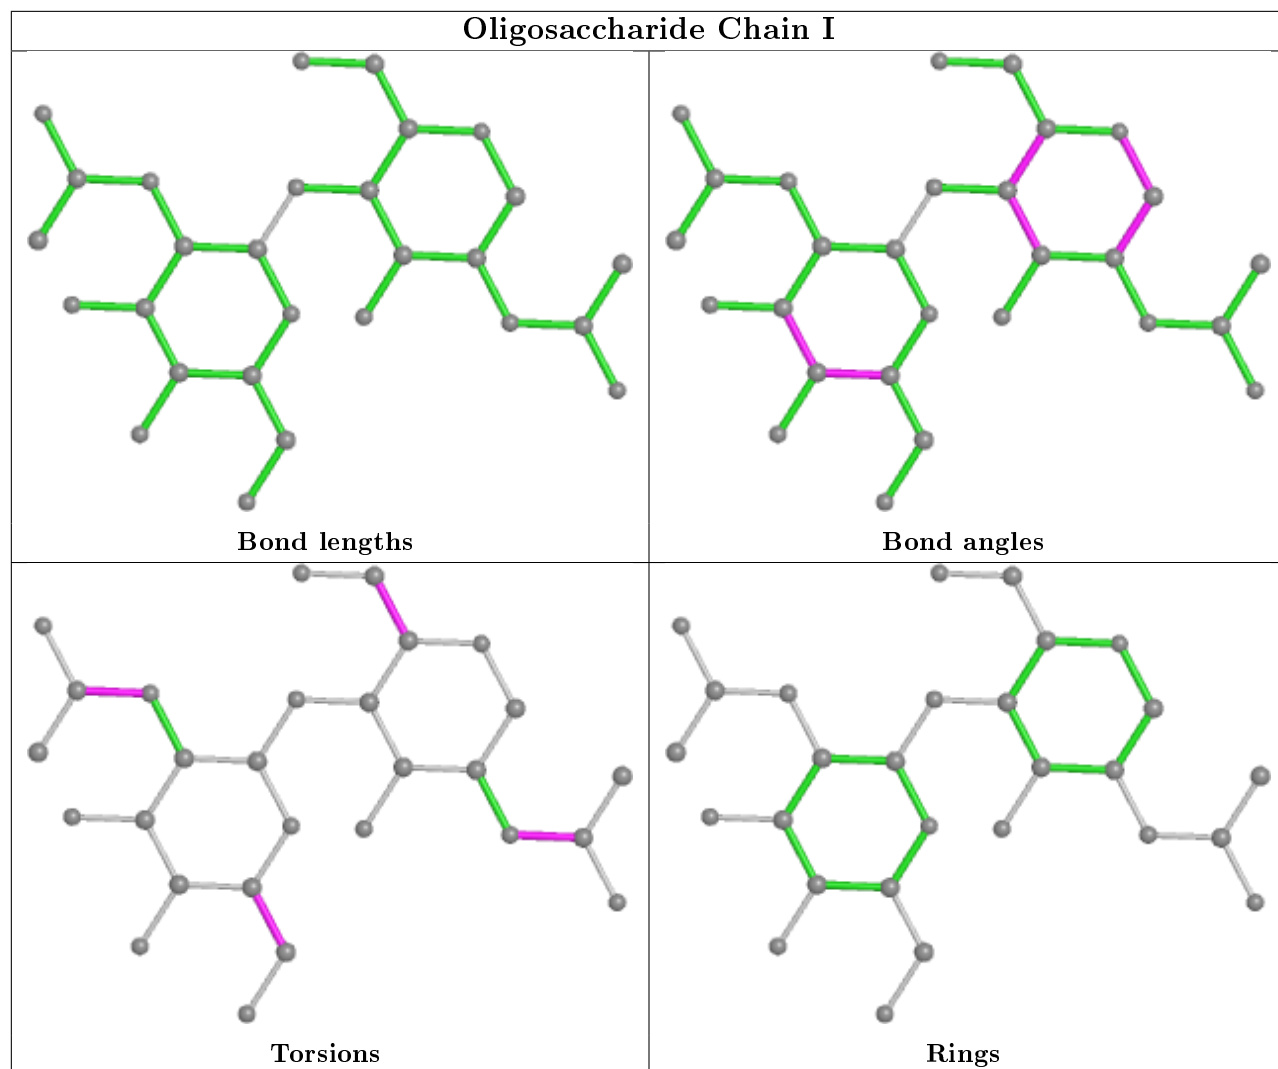 Oligosaccharide Chain I
Bond lengths
Bond angles
Torsions
Rings